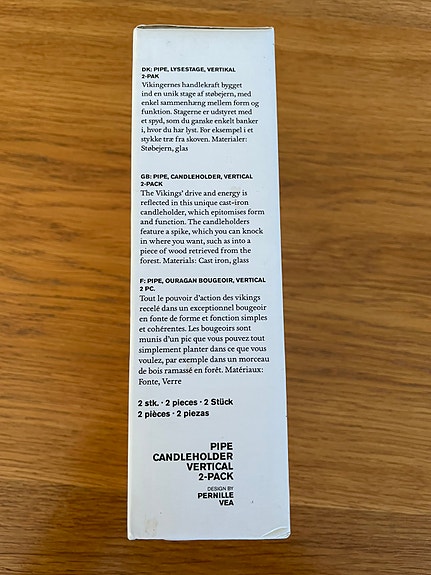 DK: PIPE, LYSESTAGE, VERTIKAL
2-PAK
Vikingernes handlekraft bygget
ind en unik stage af støbejern, med
enkel sammenhæng mellem form og
funktion. Stagerne er udstyret med
et spyd, som du ganske enkelt banker
i, hvor du har lyst. For eksempel i et
stykke træ fra skoven. Materialer:
Støbejern, glas
GB: PIPE, CANDLEHOLDER, VERTICAL
2-PACK
The Vikings' drive and energy is
reflected in this unique cast-iron
candleholder, which epitomises form
and function. The candleholders
feature a spike, which you can knock
in where you want, such as into a
piece of wood retrieved from the
forest. Materials: Cast iron, glass
F: PIPE, OURAGAN BOUGEOIR, VERTICAL
2 PC.
Tout le pouvoir d'action des vikings
recelé dans un exceptionnel bougeoir
en fonte de forme et fonction simples
et cohérentes. Les bougeoirs sont
munis d'un pic que vous pouvez tout
simplement planter dans ce que vous
voulez, par exemple dans un morceau
de bois ramassé en forêt. Matériaux:
Fonte, Verre
2 stk. · 2 pieces · 2 Stück
2 pièces · 2 piezas
PIPE
CANDLEHOLDER
VERTICAL
2-PACK
DESIGN BY
PERNILLE
VEA